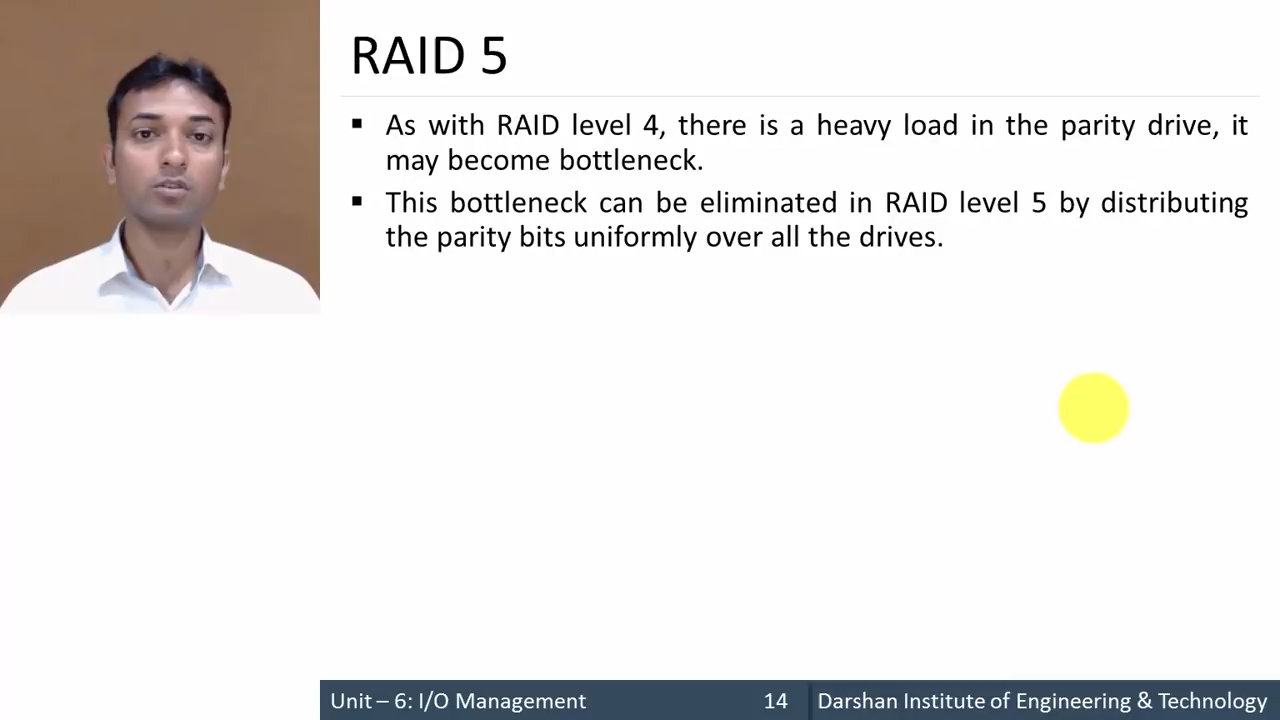 RAID 5
▪ As with RAID level 4, there is a heavy load in the parity drive, it
may become bottleneck.
▪ This bottleneck can be eliminated in RAID level 5 by distributing
the parity bits uniformly over all the drives.
Unit – 6: I/O Management 14 Darshan Institute of Engineering & Technology